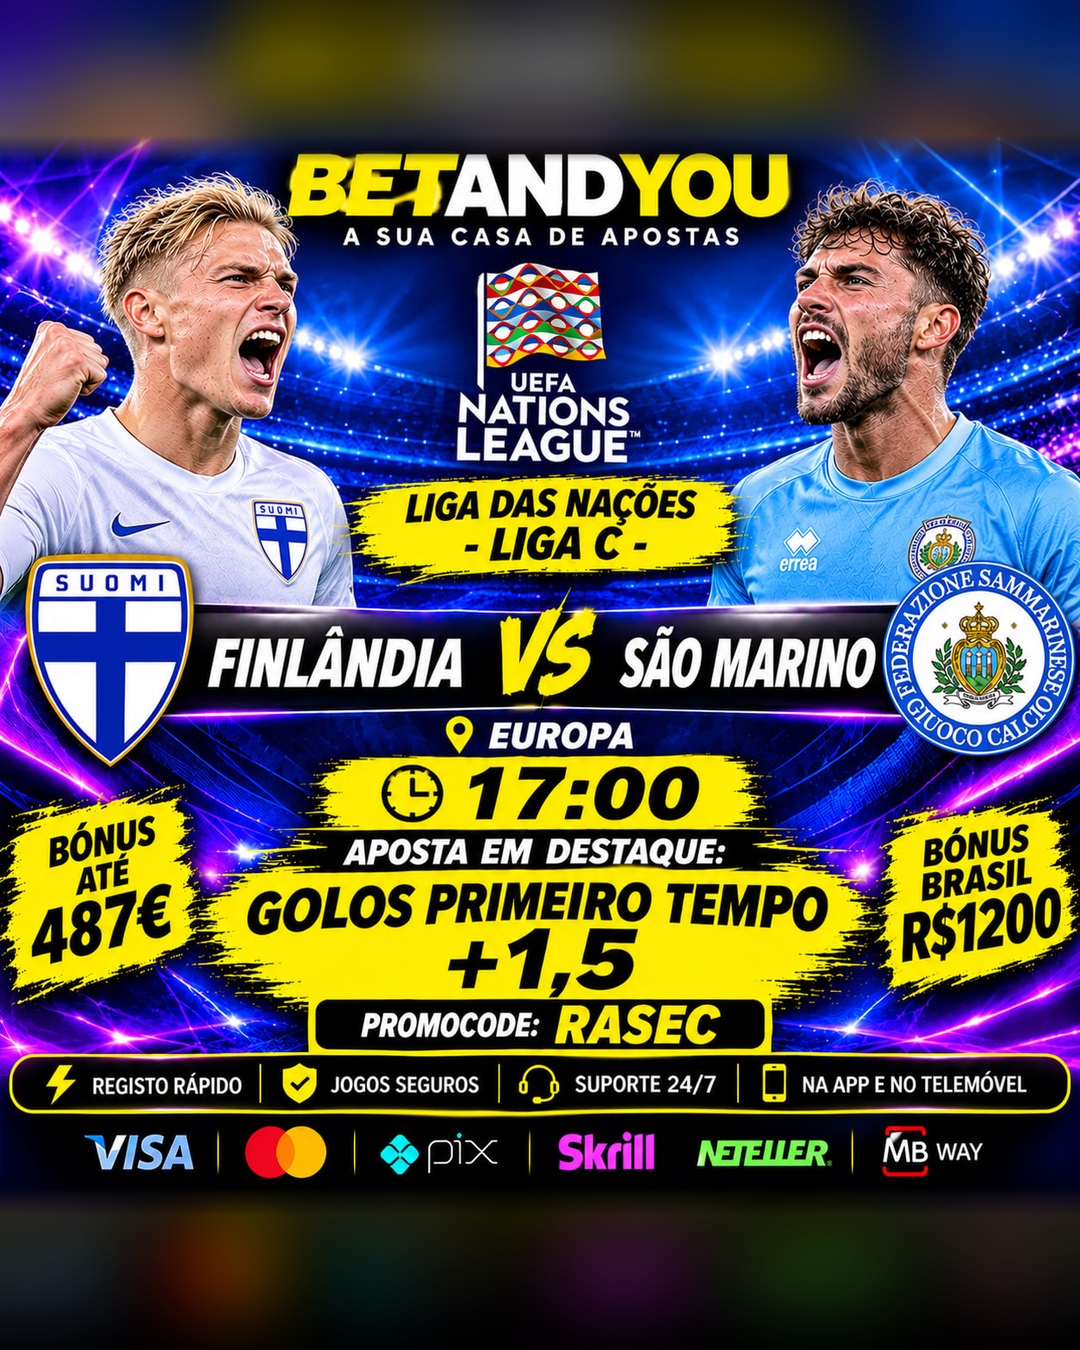 BETANDYOU
A SUA CASA DE APOSTAS
UEFA
NATIONS
LEAGUE™
LIGA DAS NAÇÕES
- LIGA C -
SUOMI
errea
SUOMI
FINLÂNDIA
VS
SÃO MARINO
FEDERAZIONE SAMMARINESE
GIUOCO CALCIO
EUROPA
17:00
APOSTA EM DESTAQUE:
GOLOS PRIMEIRO TEMPO
+1,5
BÓNUS
ATÉ
487€
BÓNUS
BRASIL
R$1200
PROMOCODE: RASEC
REGISTO RÁPIDO
JOGOS SEGUROS
SUPORTE 24/7
NA APP E NO TELEMÓVEL
VISA
pix
Skrill
NETELLER
MB WAY